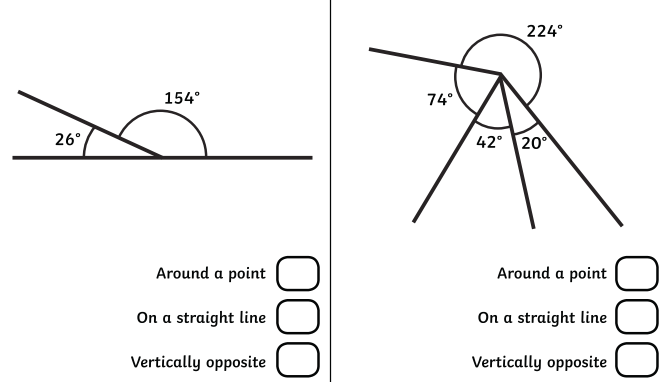 154°
26°
Around a point
On a straight line
Vertically opposite
224°
74°
42°
20°
Around a point
On a straight line
Vertically opposite